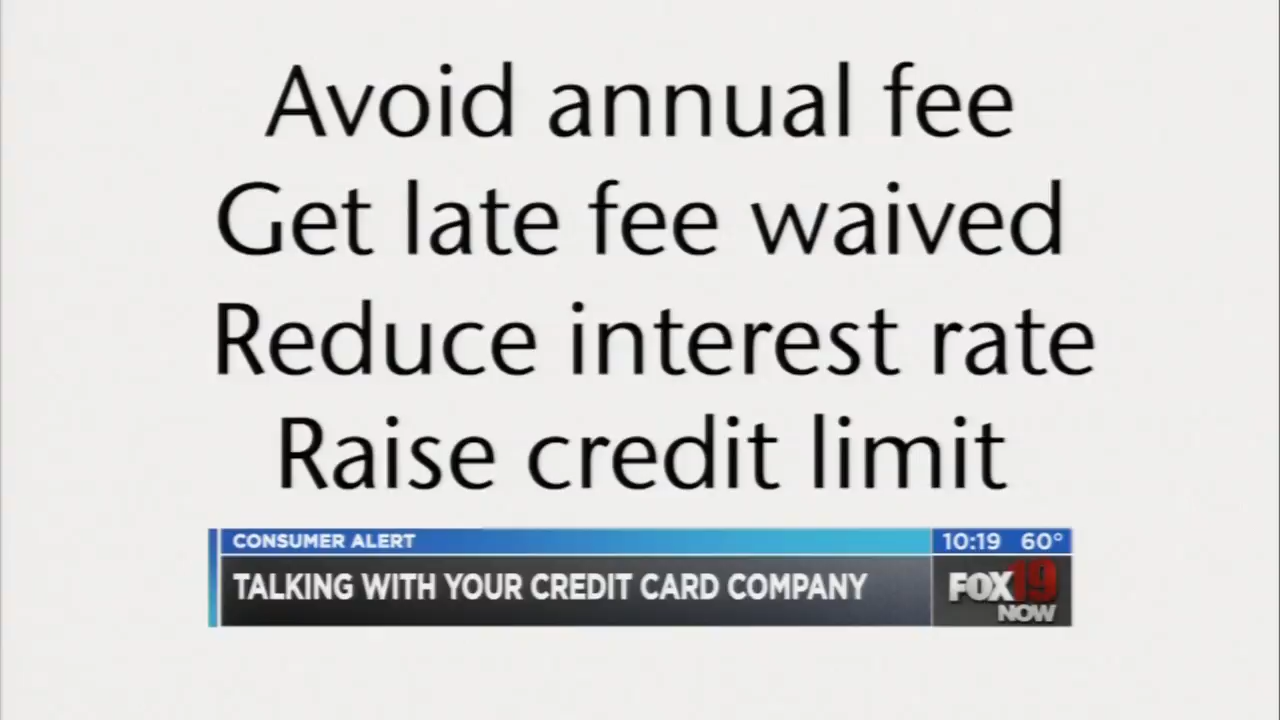 Avoid annual fee
Get late fee waived
Reduce interest rate
Raise credit limit
CONSUMER ALERT
10:19 60°
TALKING WITH YOUR CREDIT CARD COMPANY
FOX19
NOW